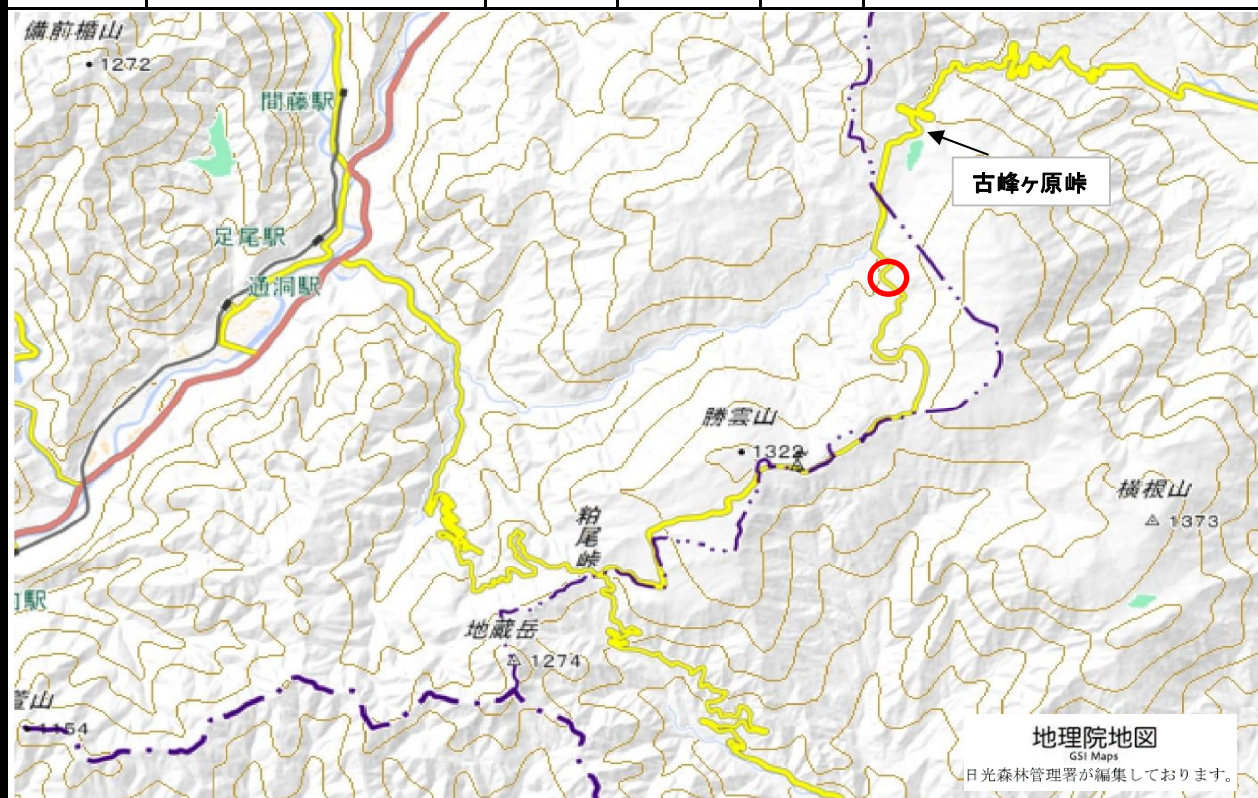 備前楯山
1272
間藤駅
古峰ヶ原峠
足尾駅
通洞駅
勝雲山
1322
横根山
1373
粕尾峠
駅
地蔵岳
1274
山
1154
地理院地図
GSI Maps
日光森林管理署が編集しております。